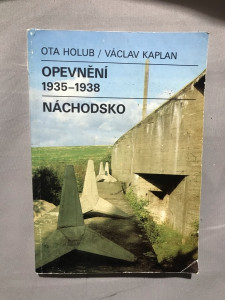 OTA HOLUB / VÁCLAV KAPLAN
OPEVNĚNÍ
1935–1938
NÁCHODSKO